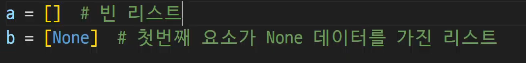 a = []  # 빈 리스트
b = [None]  # 첫번째 요소가 None 데이터를 가진 리스트